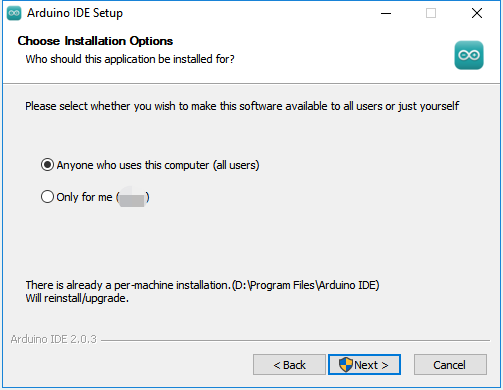 Arduino IDE Setup
Choose Installation Options
Who should this application be installed for?
Please select whether you wish to make this software available to all users or just yourself
Anyone who uses this computer (all users)
Only for me ( )
There is already a per-machine installation.(D:\Program Files\Arduino IDE)
Will reinstall/upgrade.
Arduino IDE 2.0.3
< Back Next > Cancel